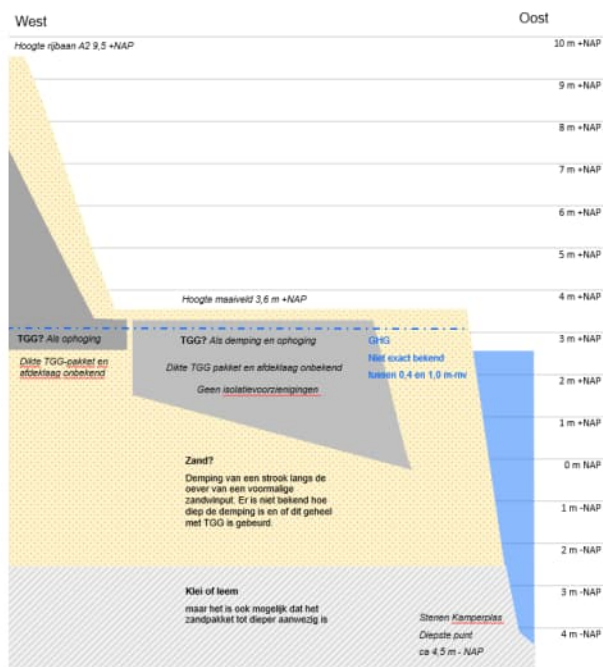 West
Oost
Hoogte rijbaan A2 9,5 +NAP
10 m +NAP
9 m +NAP
8 m +NAP
7 m +NAP
6 m +NAP
5 m +NAP
4 m +NAP
Hoogte maaiveld 3,6 m +NAP
3 m +NAP
TGG? Als ophoging
Dikte TGG-pakket en
afdeklaag onbekend
TGG? Als demping en ophoging
Dikte TGG pakket en afdeklaag onbekend
Geen isolatievoorzienigingen
GHG
Niet exact bekend
tussen 0,4 en 1,0 m-mv
2 m +NAP
1 m +NAP
0 m NAP
Zand?
Demping van een strook langs de
oever van een voormalige
zandwinput. Er is niet bekend hoe
diep de demping is en of dit geheel
met TGG is gebeurd.
1 m -NAP
2 m -NAP
Klei of leem
maar het is ook mogelijk dat het
zandpakket tot dieper aanwezig is
3 m -NAP
Stenen Kamperplas
Diepste punt
ca 4,5 m - NAP
4 m -NAP